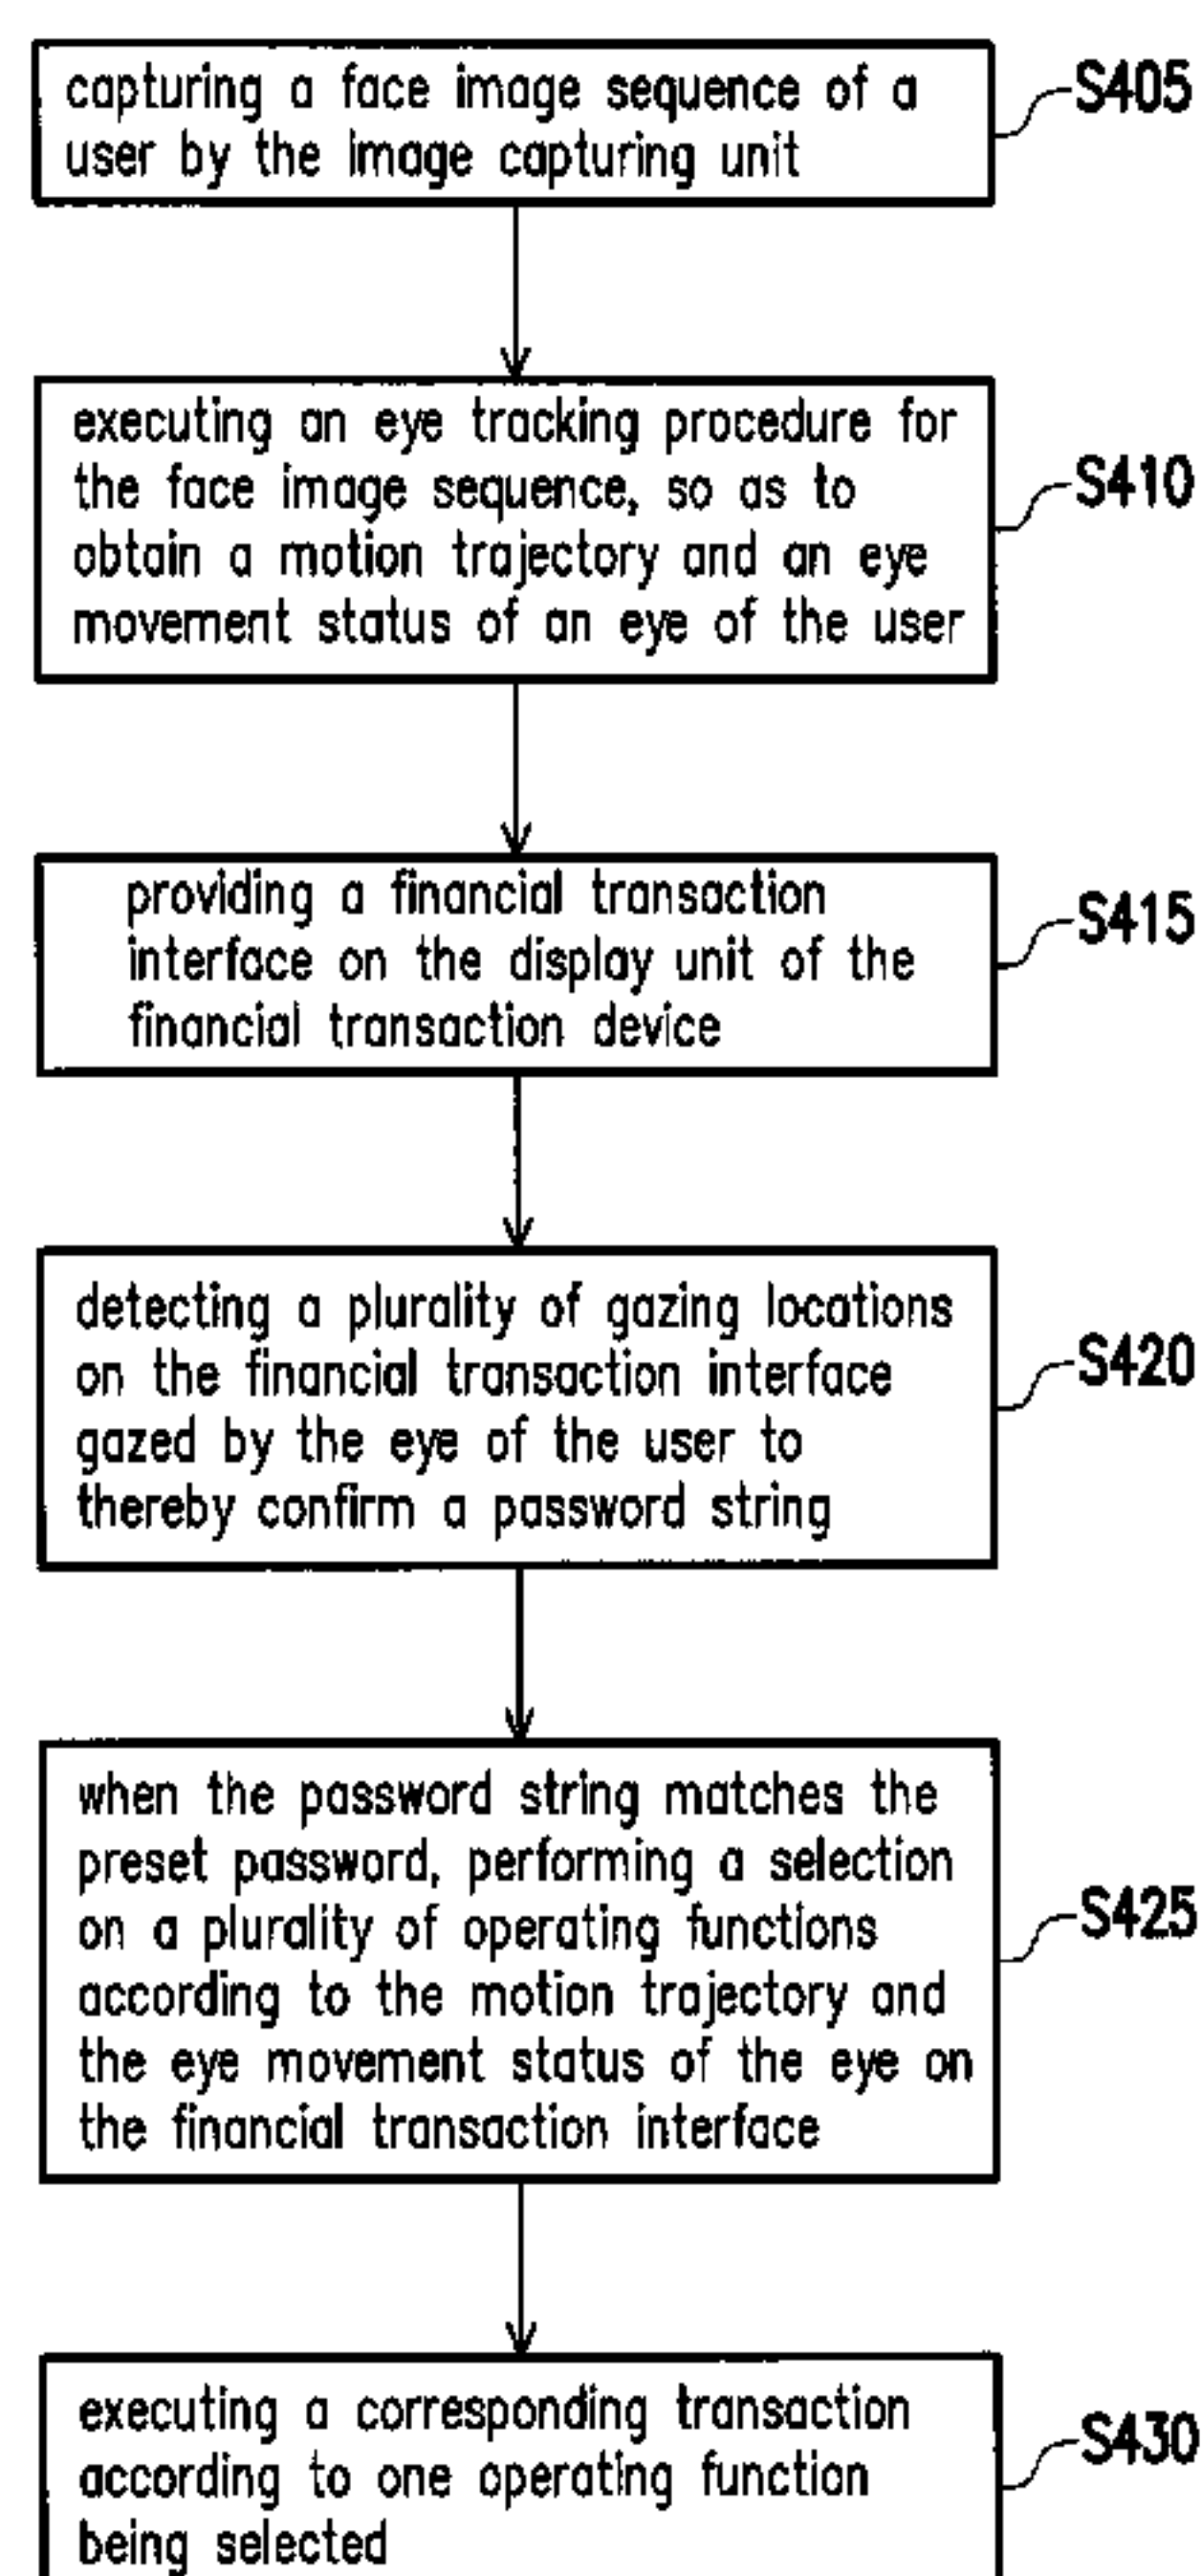 capturing a face image sequence of a
user by the image capturing unit
S405
executing an eye tracking procedure for
the face image sequence, so as to
obtain a motion trajectory and an eye
movement status of an eye of the user
S410
providing a financial transaction
interface on the display unit of the
financial transaction device
S415
detecting a plurality of gazing locations
on the financial transaction interface
gazed by the eye of the user to
thereby confirm a password string
S420
when the password string matches the
preset password, performing a selection
on a plurality of operating functions
according to the motion trajectory and
the eye movement status of the eye on
the financial transaction interface
S425
executing a corresponding transaction
according to one operating function
being selected
S430